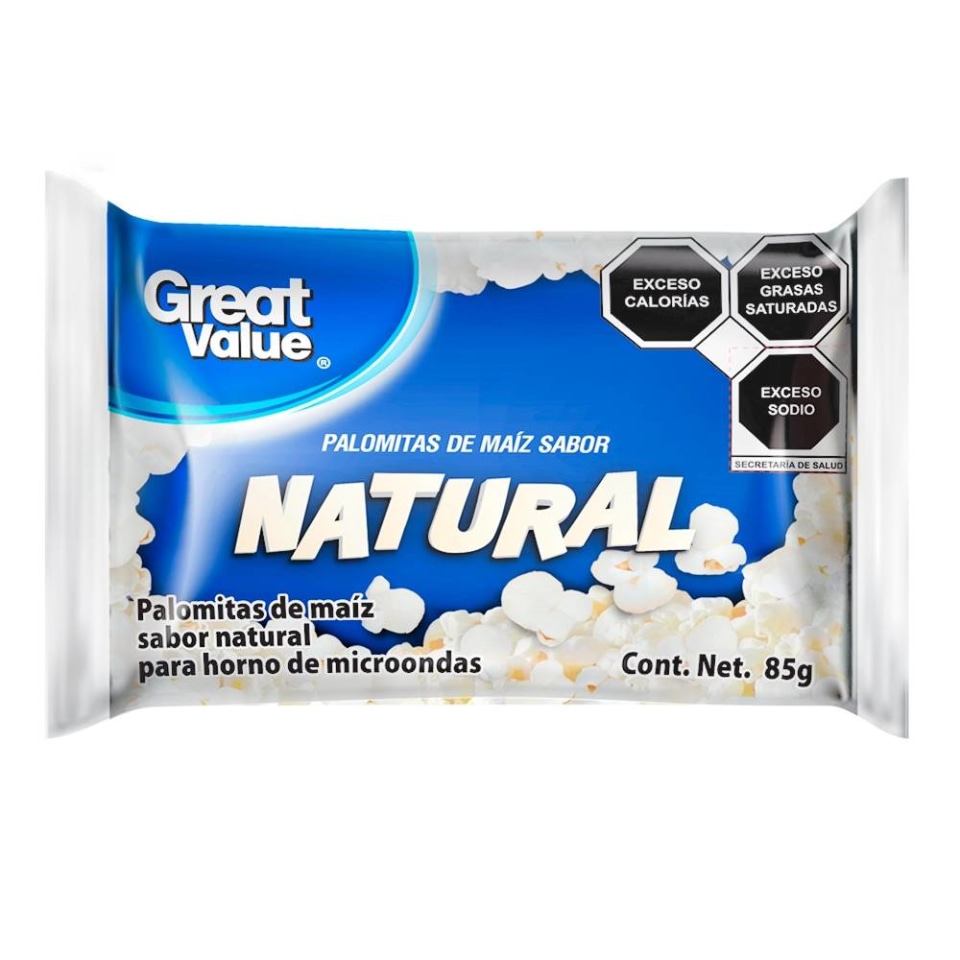 Great
Value®
EXCESO
CALORÍAS
EXCESO
GRASAS
SATURADAS
EXCESO
SODIO
SECRETARÍA DE SALUD
PALOMITAS DE MAÍZ SABOR
NATURAL
Palomitas de maíz
sabor natural
para horno de microondas
Cont. Net. 85g